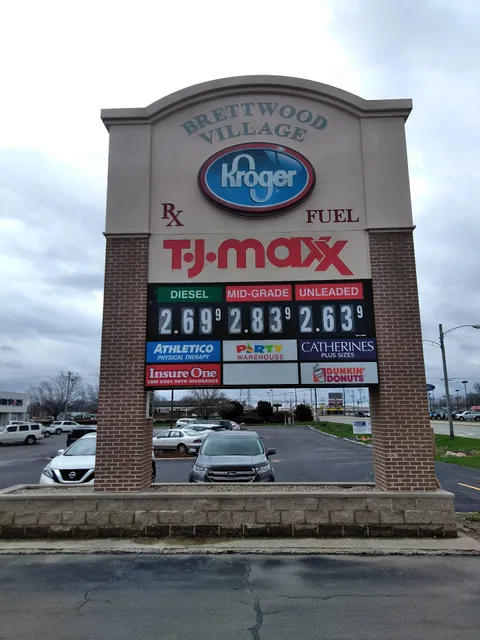 BRETTWOOD
VILLAGE
Kroger
RX
FUEL
T·J·maxx
DIESEL MID-GRADE UNLEADED
2.69 9 2.83 9 2.63 9
ATHLETICO
PHYSICAL THERAPY
PARTY
WAREHOUSE
CATHERINES
PLUS SIZES
Insure One
LOW COST AUTO INSURANCE
DUNKIN'
DONUTS